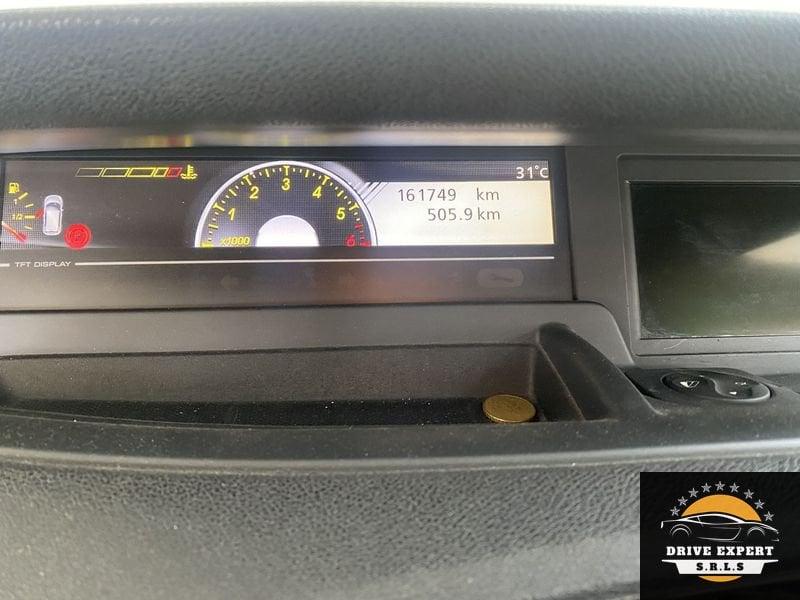 31°C
161749 km
505.9 km
1 2 3 4 5 6
x1000
1/2
TFT DISPLAY
DRIVE EXPERT
S.R.L.S